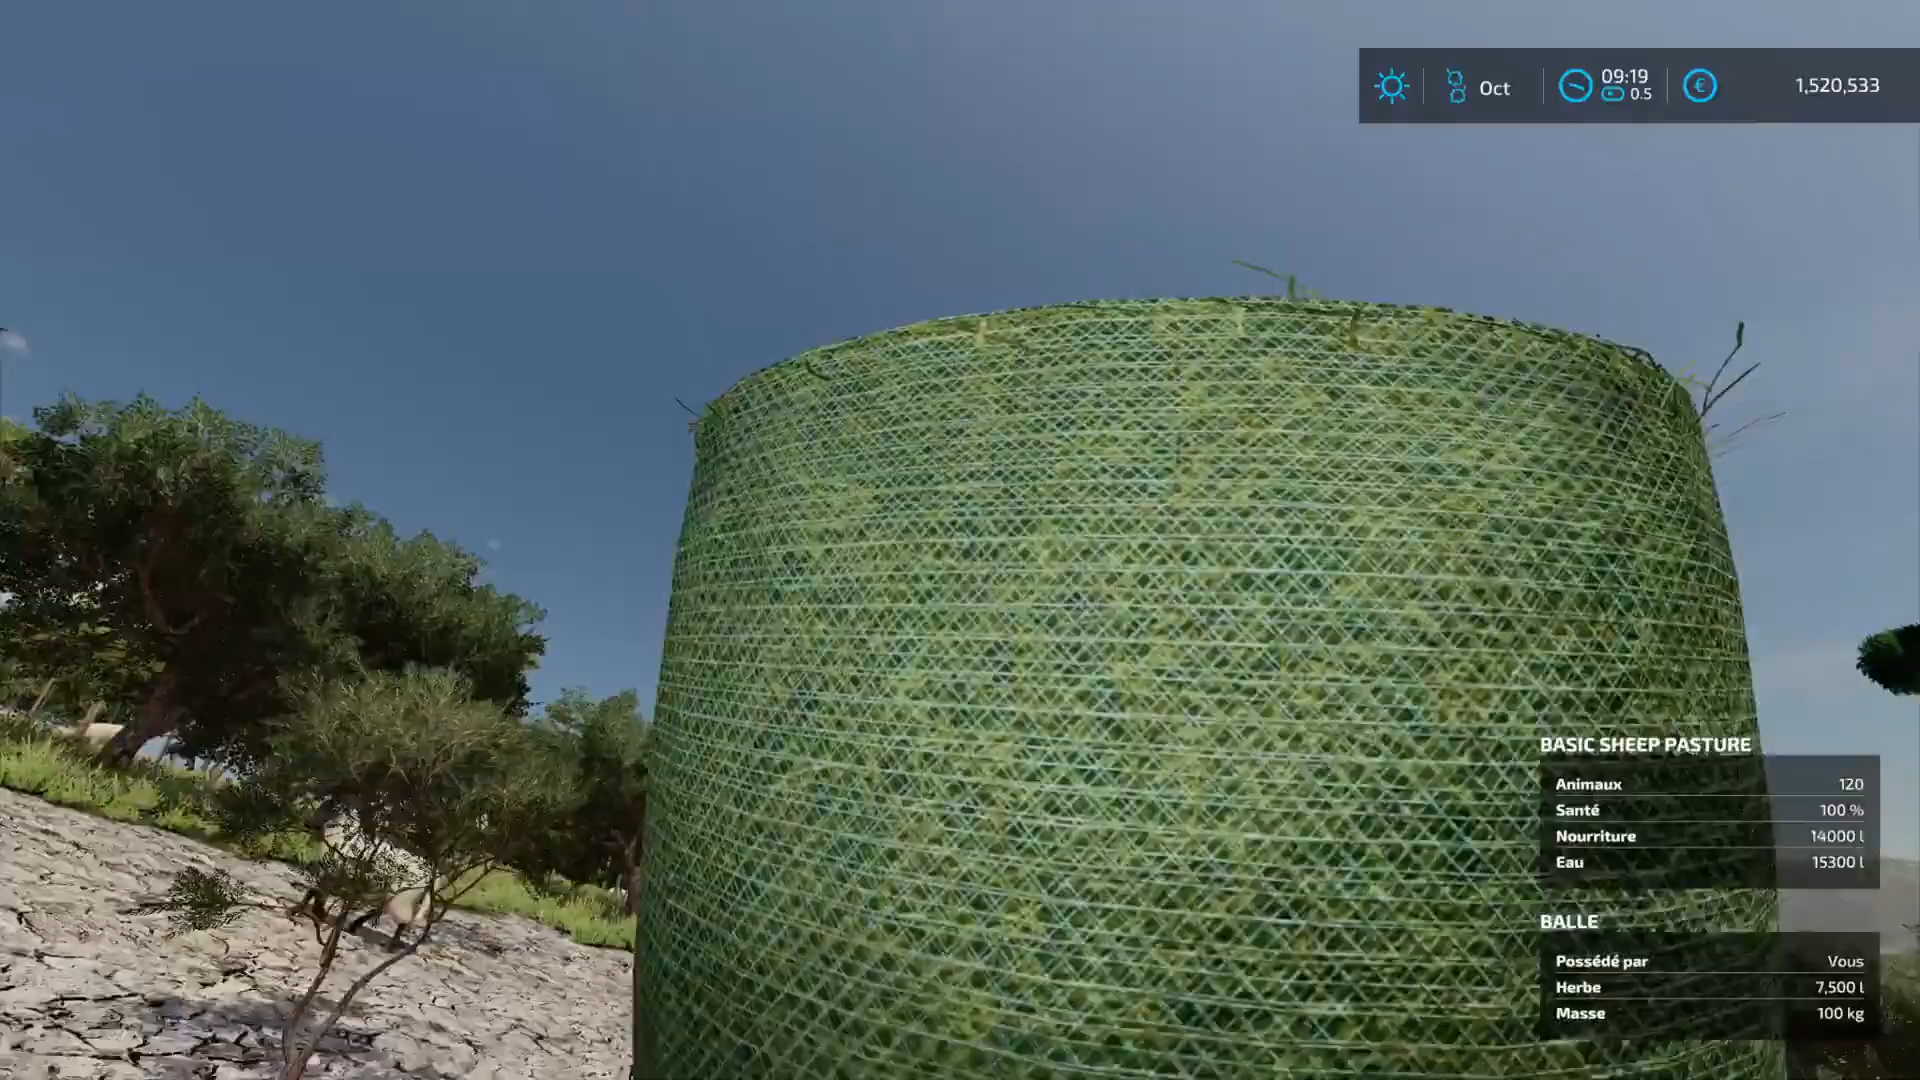 Oct
09:19
0.5
1,520,533
BASIC SHEEP PASTURE
Animaux 120
Santé 100 %
Nourriture 14000 l
Eau 15300 l
BALLE
Possédé par Vous
Herbe 7,500 l
Masse 100 kg